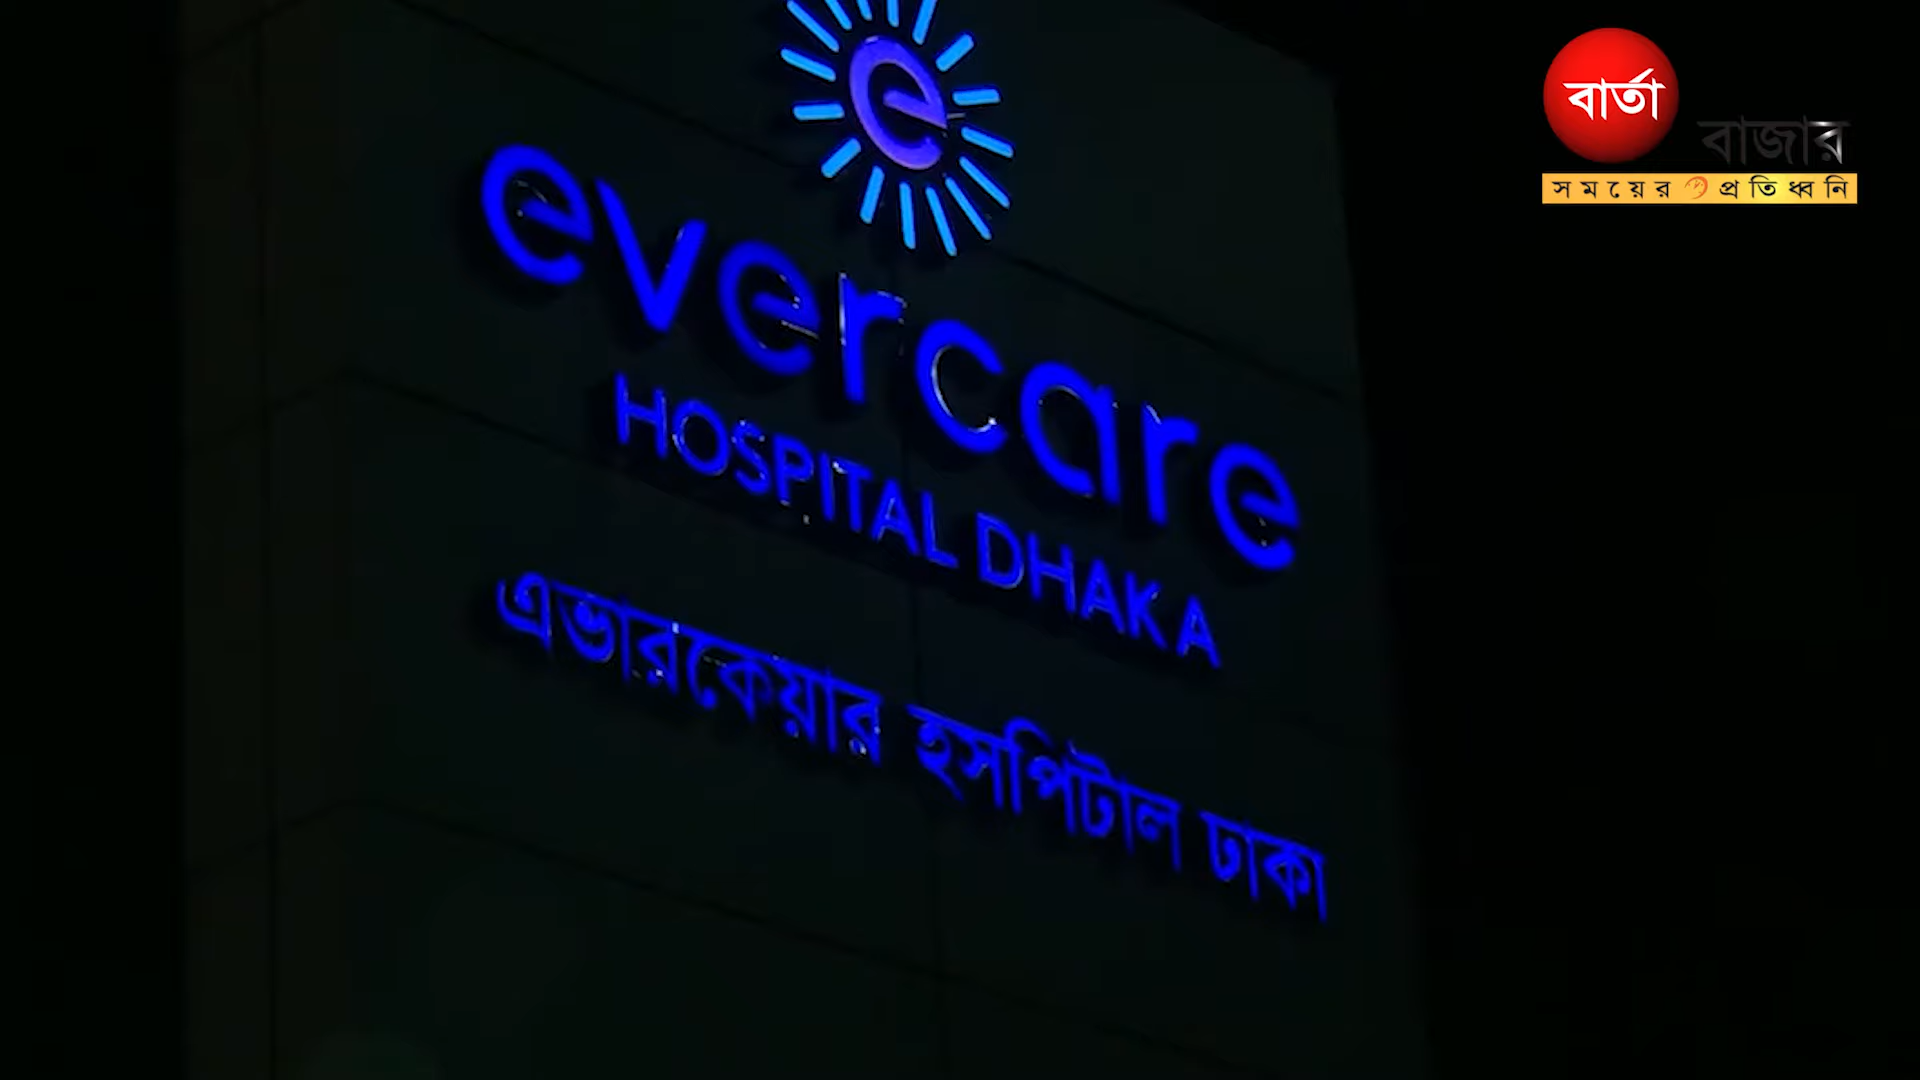 e
evercare
HOSPITAL DHAKA
এভারকেয়ার হসপিটাল ঢাকা
বার্তা
বাজার
সময়ের প্রতিধ্বনি